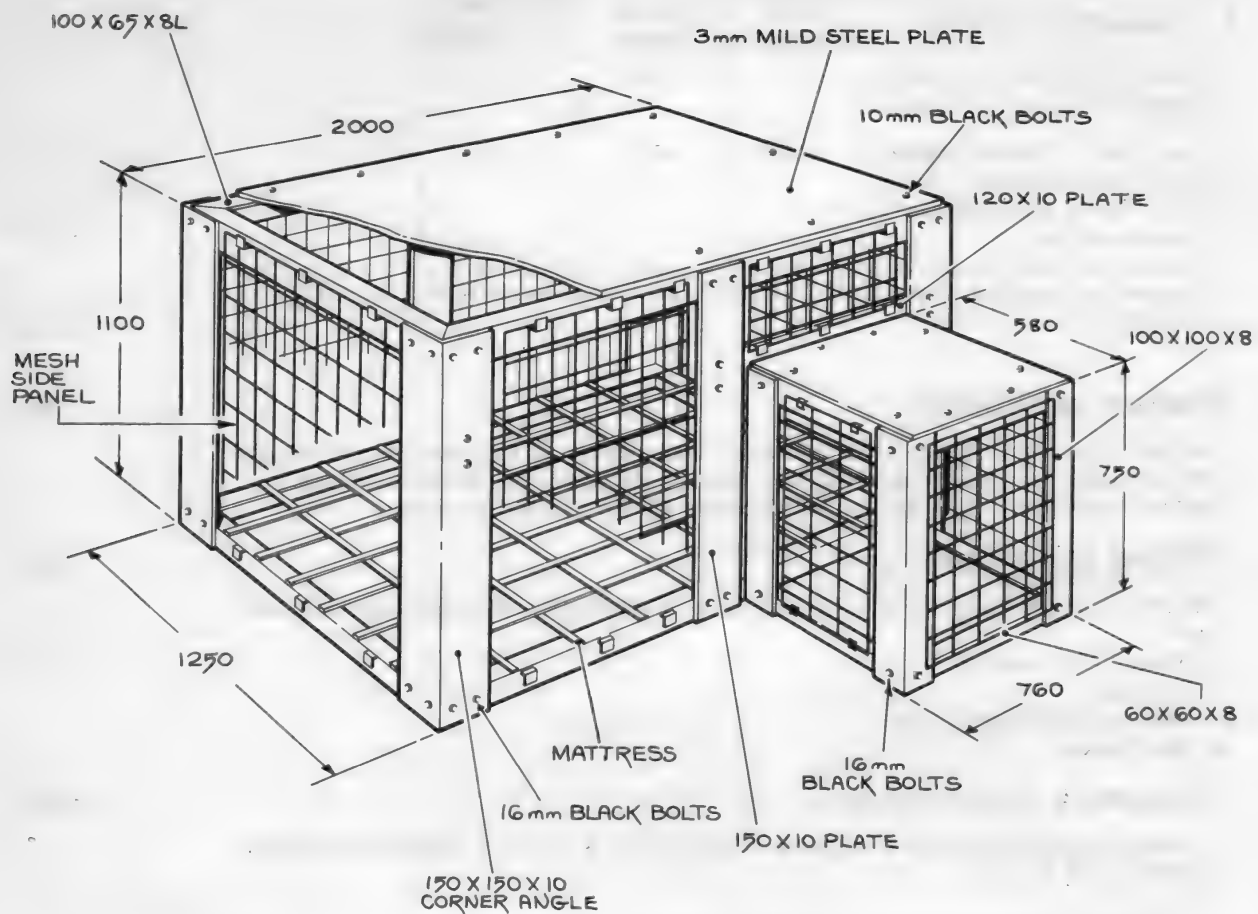 100 X 65 X 8L
3mm MILD STEEL PLATE
2000
10mm BLACK BOLTS
120 X 10 PLATE
1100
580
100 X 100 X 8
MESH
SIDE
PANEL
750
1250
760
60 X 60 X 8
MATTRESS
16mm
BLACK BOLTS
16mm BLACK BOLTS
150 X 10 PLATE
150 X 150 X 10
CORNER ANGLE